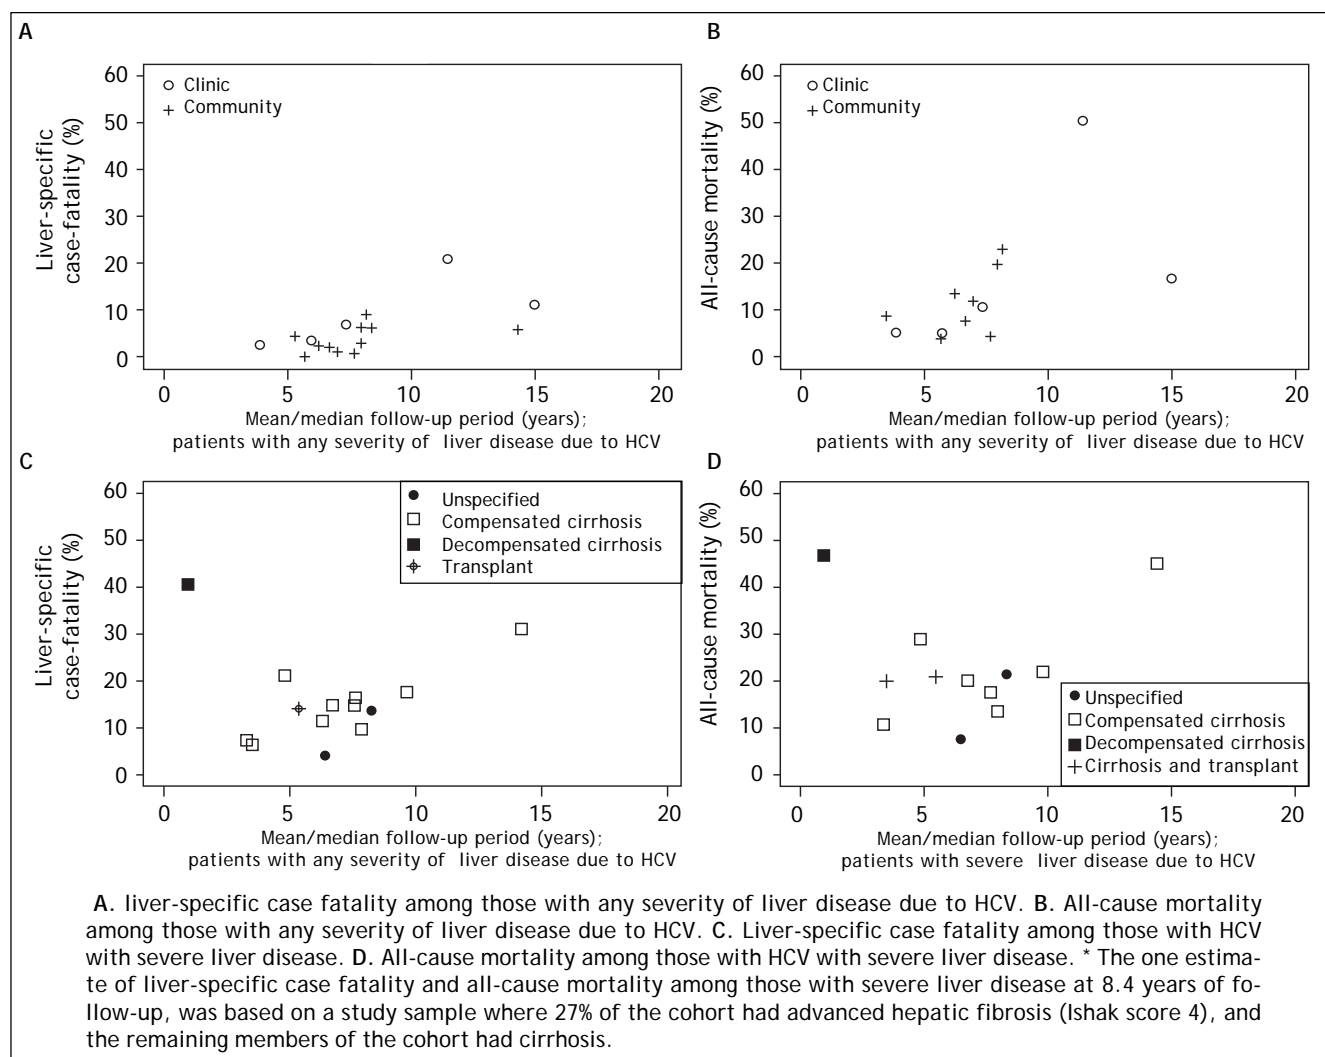 A
Liver-specific
case-fatality (%)
60
50
40
30
20
10
0
Clinic
Community
0 5 10 15 20
Mean/median follow-up period (years);
patients with any severity of liver disease due to HCV
B
All-cause mortality (%)
60
50
40
30
20
10
0
Clinic
Community
0 5 10 15 20
Mean/median follow-up period (years);
patients with any severity of liver disease due to HCV
C
Liver-specific
case-fatality (%)
60
50
40
30
20
10
0
Unspecified
Compensated cirrhosis
Decompensated cirrhosis
Transplant
0 5 10 15 20
Mean/median follow-up period (years);
patients with any severity of liver disease due to HCV
D
All-cause mortality (%)
60
50
40
30
20
10
0
Unspecified
Compensated cirrhosis
Decompensated cirrhosis
Cirrhosis and transplant
0 5 10 15 20
Mean/median follow-up period (years);
patients with severe liver disease due to HCV
A. liver-specific case fatality among those with any severity of liver disease due to HCV. B. All-cause mortality
among those with any severity of liver disease due to HCV. C. Liver-specific case fatality among those with HCV
with severe liver disease. D. All-cause mortality among those with HCV with severe liver disease. * The one estima-
te of liver-specific case fatality and all-cause mortality among those with severe liver disease at 8.4 years of fo-
llow-up, was based on a study sample where 27% of the cohort had advanced hepatic fibrosis (Ishak score 4), and
the remaining members of the cohort had cirrhosis.